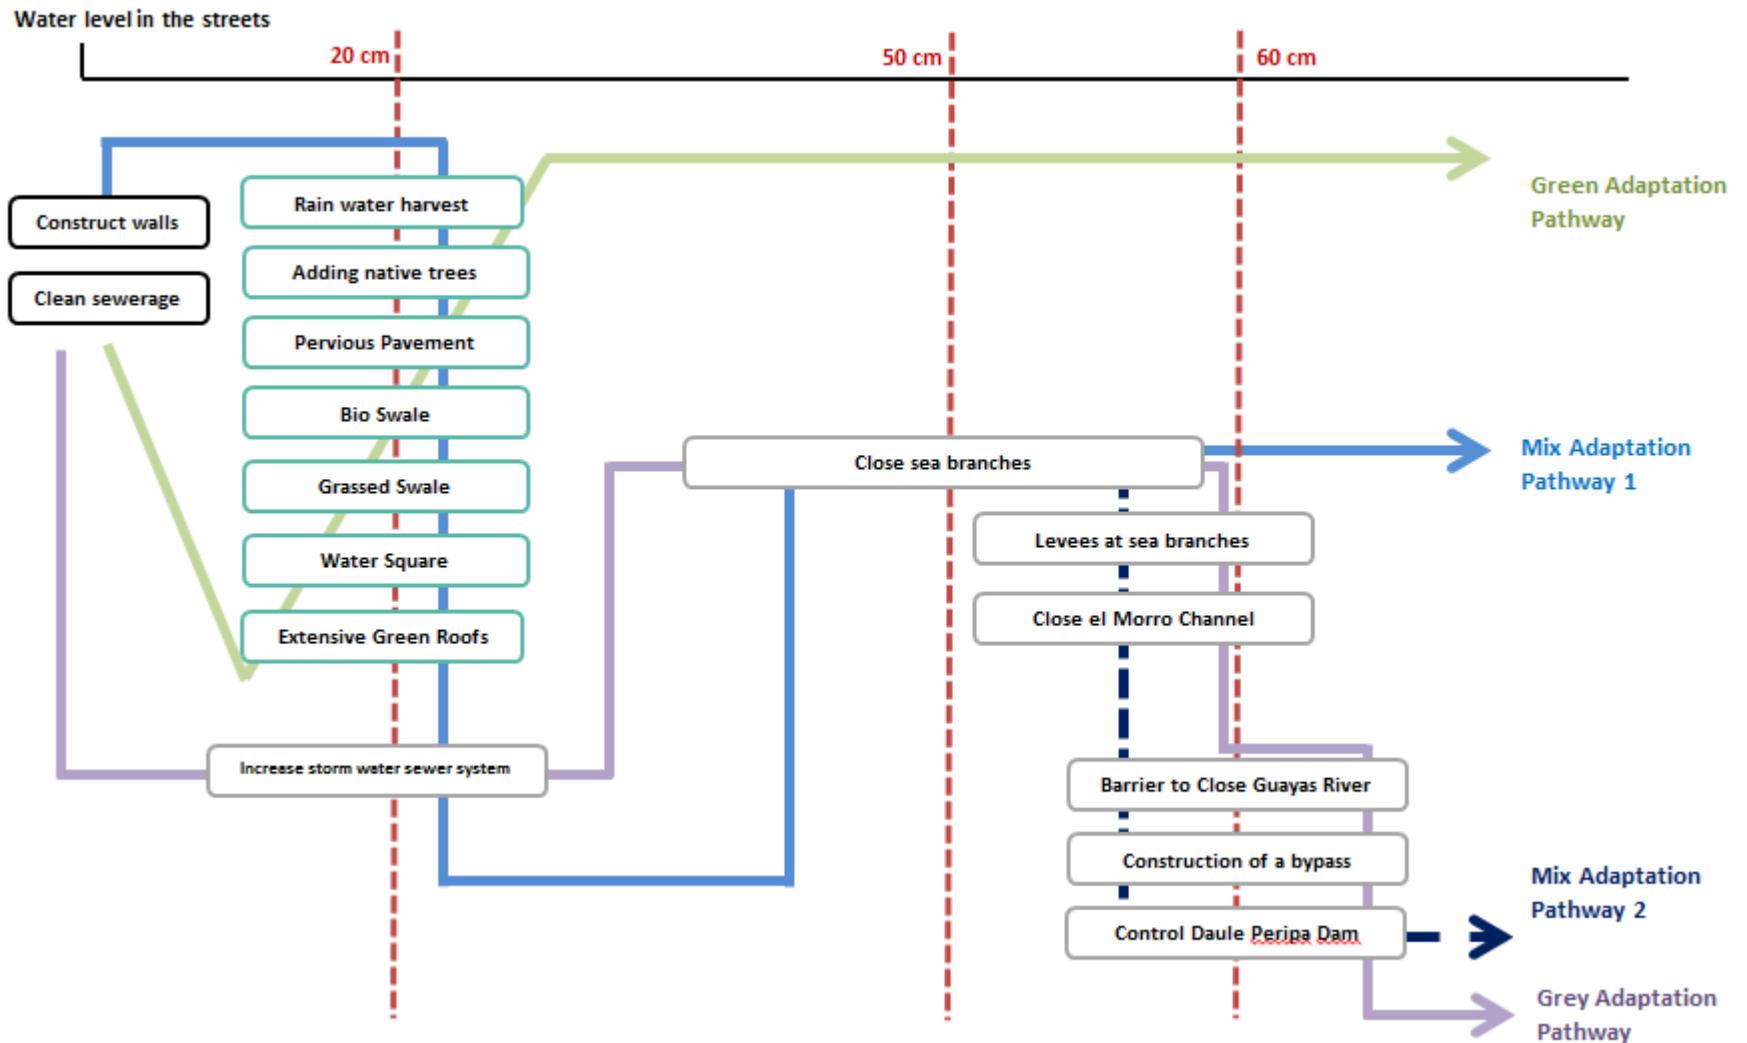 Water level in the streets
20 cm
50 cm
60 cm
Construct walls
Clean sewerage
Rain water harvest
Adding native trees
Pervious Pavement
Bio Swale
Grassed Swale
Water Square
Extensive Green Roofs
Increase storm water sewer system
Close sea branches
Levees at sea branches
Close el Morro Channel
Barrier to Close Guayas River
Construction of a bypass
Control Daule Peripa Dam
Green Adaptation
Pathway
Mix Adaptation
Pathway 1
Mix Adaptation
Pathway 2
Grey Adaptation
Pathway